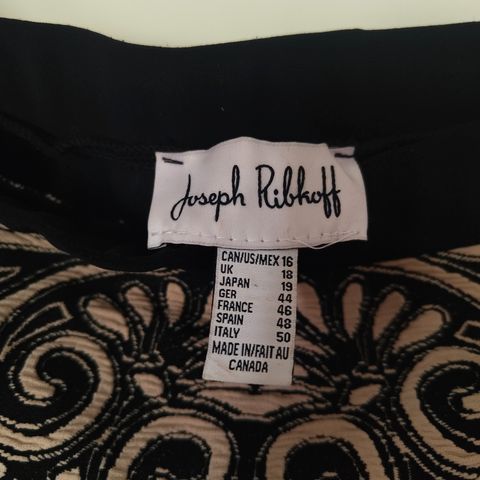 Joseph Ribkoff
CAN/US/MEX 16
UK 18
JAPAN 19
GER 44
FRANCE 46
SPAIN 48
ITALY 50
MADE IN/FAIT AU
CANADA